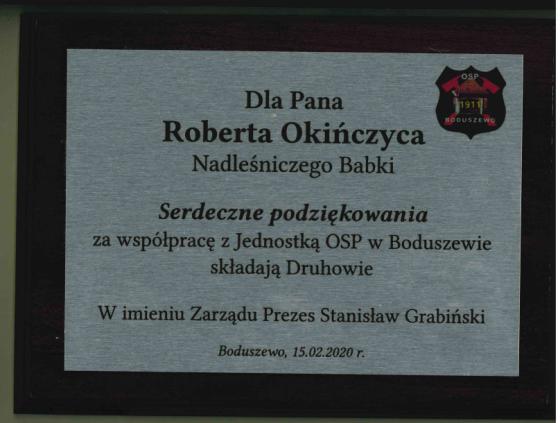 OSP
1911
BODUSZEWO
Dla Pana
Roberta Okińczyca
Nadleśniczego Babki
Serdeczne podziękowania
za współpracę z Jednostką OSP w Boduszewie
składają Druhowie
W imieniu Zarządu Prezes Stanisław Grabiński
Boduszewo, 15.02.2020 r.